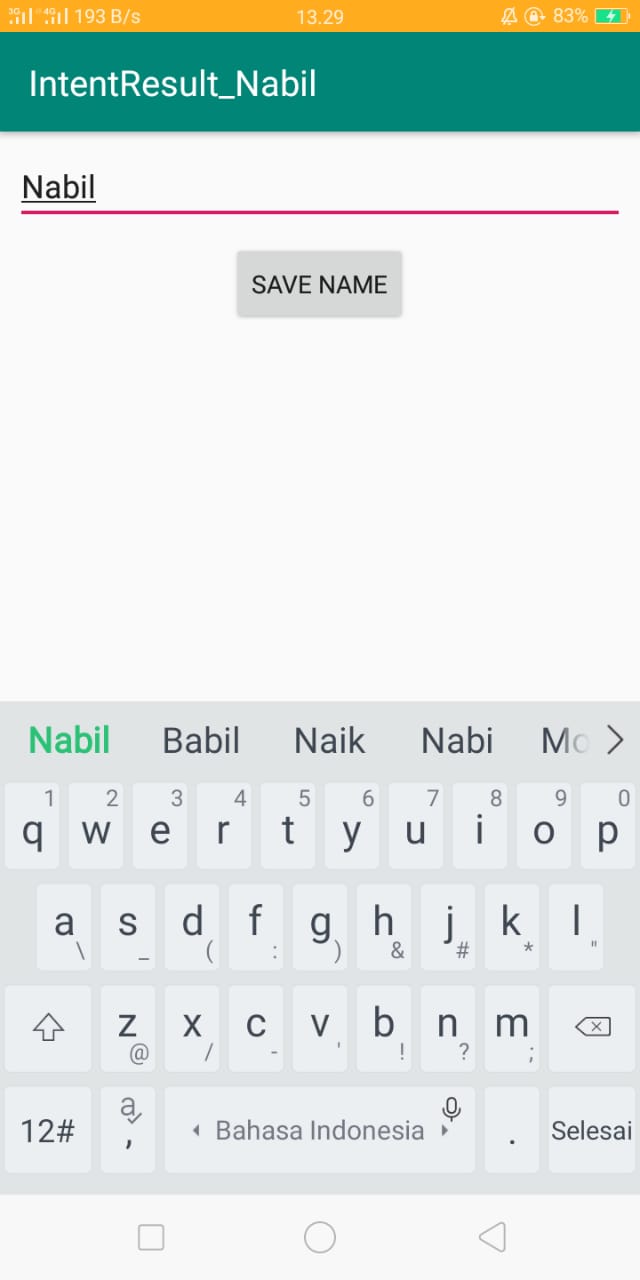 3G 4G 193 B/s 13.29 83%
IntentResult_Nabil
Nabil
SAVE NAME
Nabil Babil Naik Nabi
1 2 3 4 5 6 7 8 9 0
q w e r t y u i o p
a s d f g h j k l
\ _ ( : ) & # * "
z x c v b n m
@ / - ' ! ? ;
12# a , Bahasa Indonesia . Selesai